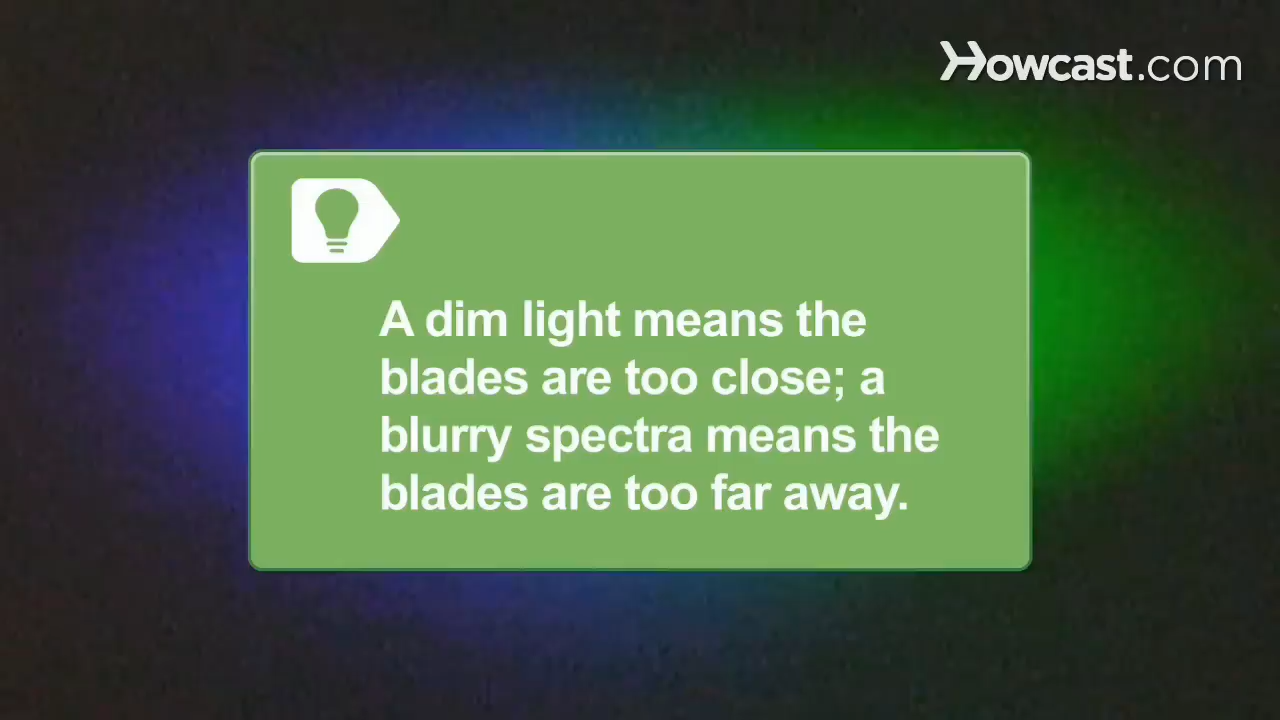 Howcast.com
A dim light means the
blades are too close; a
blurry spectra means the
blades are too far away.